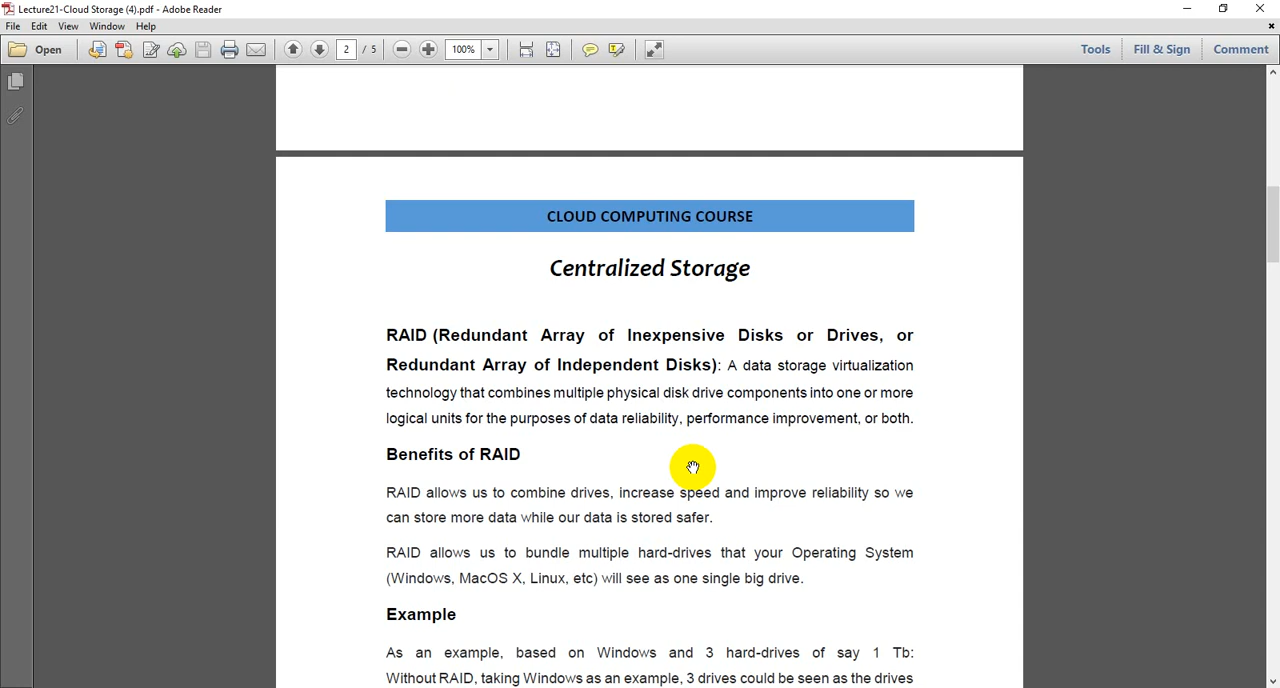 Lecture21-Cloud Storage (4).pdf - Adobe Reader
File Edit View Window Help
Open 2 / 5 100% Tools Fill & Sign Comment
CLOUD COMPUTING COURSE
Centralized Storage
RAID (Redundant Array of Inexpensive Disks or Drives, or
Redundant Array of Independent Disks): A data storage virtualization
technology that combines multiple physical disk drive components into one or more
logical units for the purposes of data reliability, performance improvement, or both.
Benefits of RAID
RAID allows us to combine drives, increase speed and improve reliability so we
can store more data while our data is stored safer.
RAID allows us to bundle multiple hard-drives that your Operating System
(Windows, MacOS X, Linux, etc) will see as one single big drive.
Example
As an example, based on Windows and 3 hard-drives of say 1 Tb:
Without RAID, taking Windows as an example, 3 drives could be seen as the drives